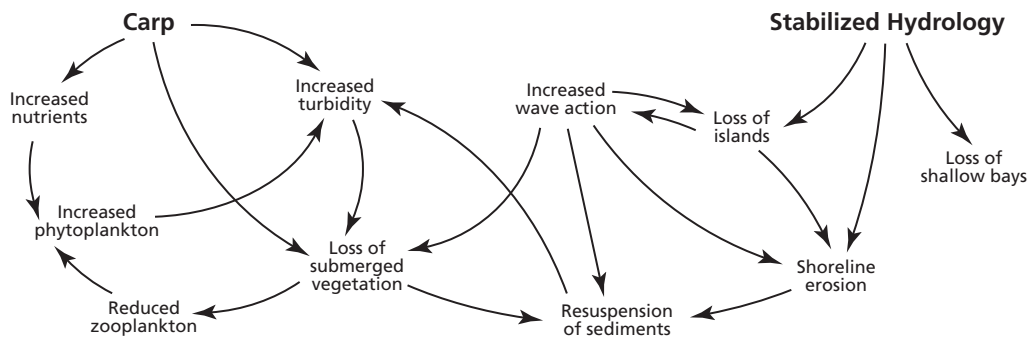 Carp
Stabilized Hydrology
Increased
nutrients
Increased
turbidity
Increased
wave action
Loss of
islands
Loss of
shallow bays
Increased
phytoplankton
Loss of
submerged
vegetation
Shoreline
erosion
Reduced
zooplankton
Resuspension
of sediments